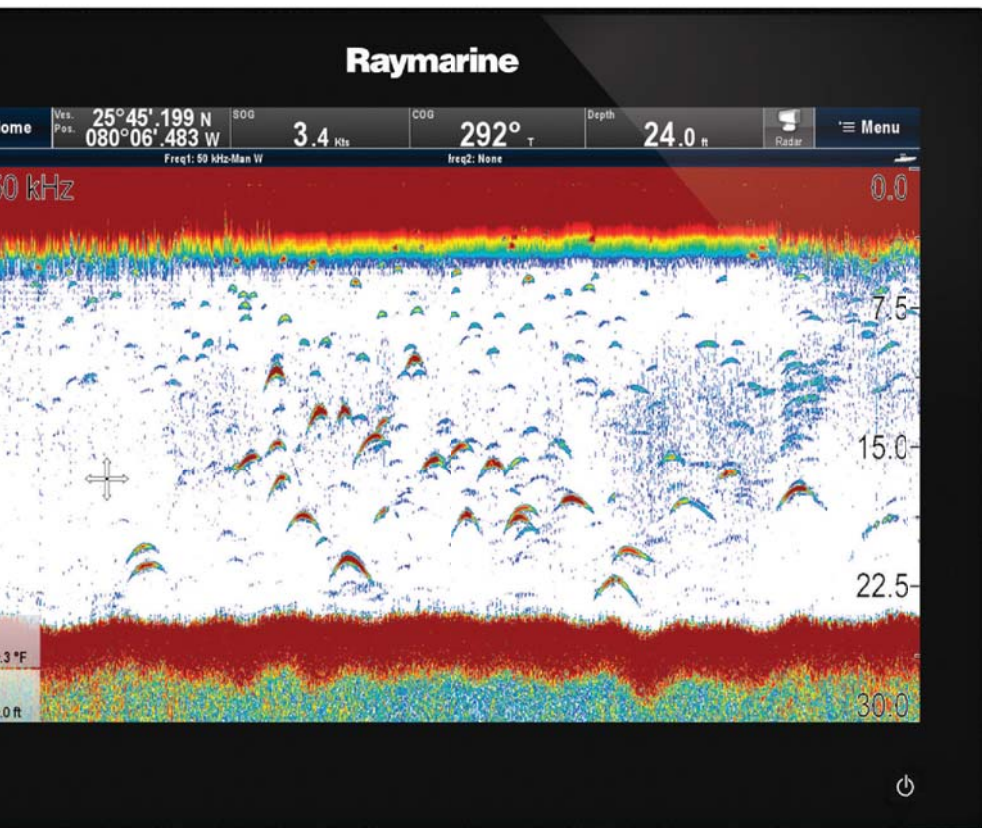 Raymarine
ome
Ves. Pos. 25°45'.199 N
080°06'.483 W
SOG 3.4 Kts
COG 292° T
Depth 24.0 ft
Radar
Menu
Freq1: 50 kHz-Man W
freq2: None
50 kHz
0.0
7.5
15.0
22.5
.3 °F
.0 ft
30.0